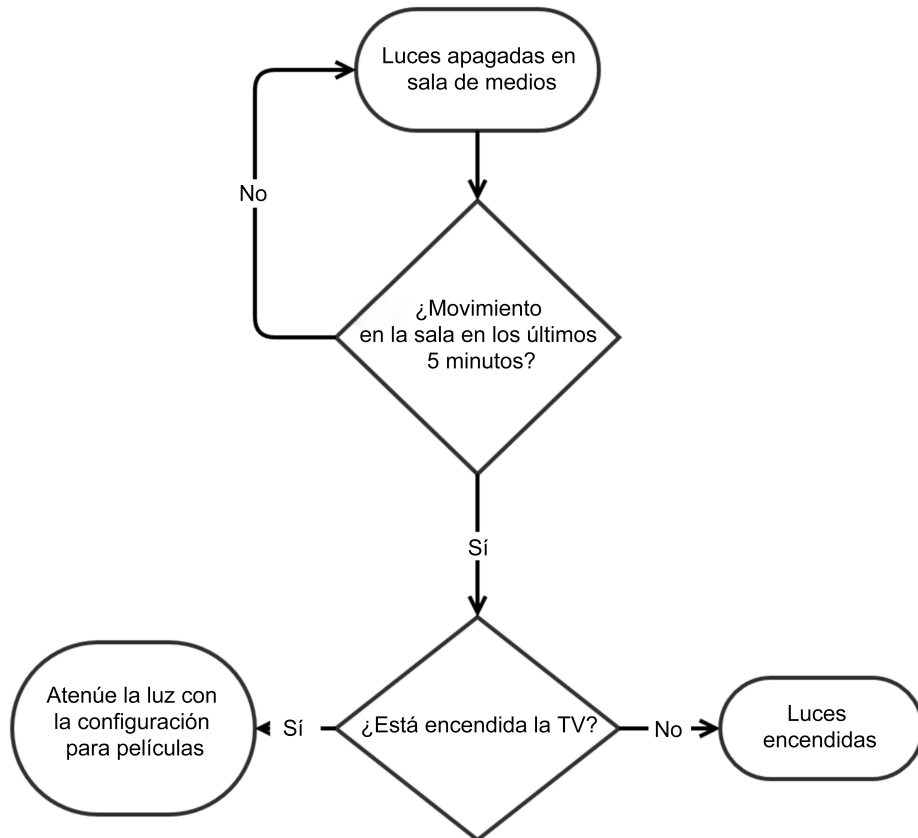 Luces apagadas en
sala de medios
No
¿Movimiento
en la sala en los últimos
5 minutos?
Sí
Atenúe la luz con
la configuración
para películas
Sí
¿Está encendida la TV?
No
Luces
encendidas